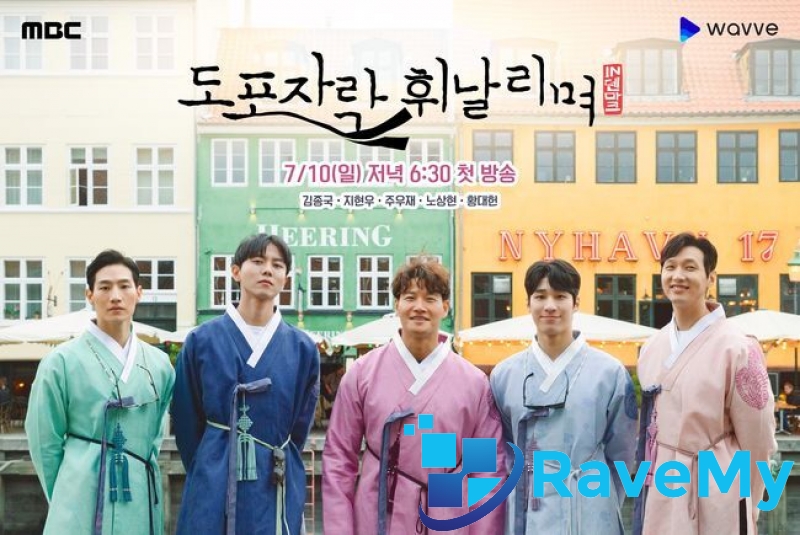 MBC
wavve
도포자락 휘날리며
IN덴마크
7/10(일) 저녁 6:30 첫 방송
김종국·지현우·주우재·노상현·황대헌
HEERING
NYHAVN 17
HEERING
RaveMy